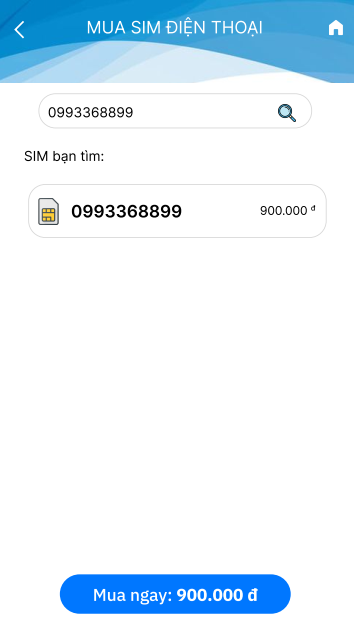 MUA SIM ĐIỆN THOẠI
0993368899
SIM bạn tìm:
0993368899 900.000 đ
Mua ngay: 900.000 đ